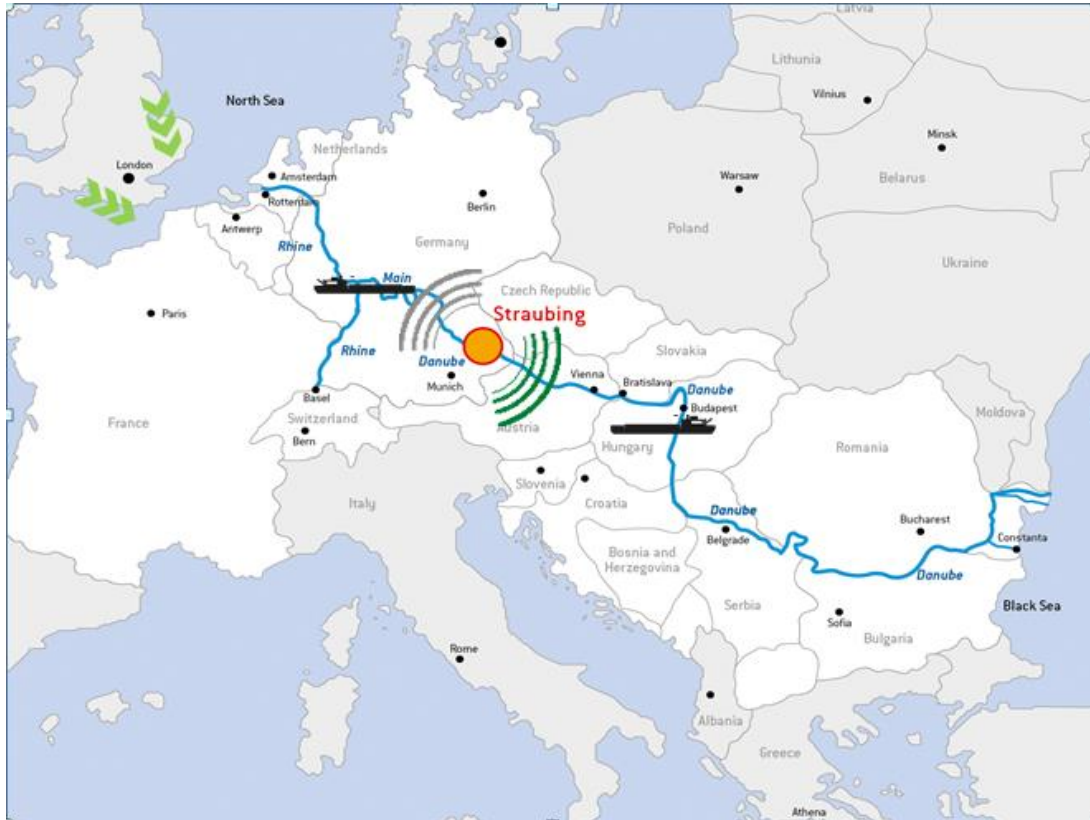 Latvia
Lithunia
Vilnius
North Sea
Minsk
Netherlands
London
Amsterdam
Belarus
Warsaw
Rotterdam
Berlin
Antwerp
Poland
Rhine
Germany
Ukraine
Main
Czech Republic
Paris
Straubing
Rhine
Danube
Slovakia
Munich
Vienna
Bratislava
Danube
Basel
Budapest
Switzerland
Moldova
France
Austria
Bern
Hungary
Romania
Slovenia
Italy
Croatia
Danube
Bucharest
Belgrade
Constanta
Bosnia and
Herzegovina
Danube
Serbia
Black Sea
Sofia
Bulgaria
Rome
Albania
Greece
Athena